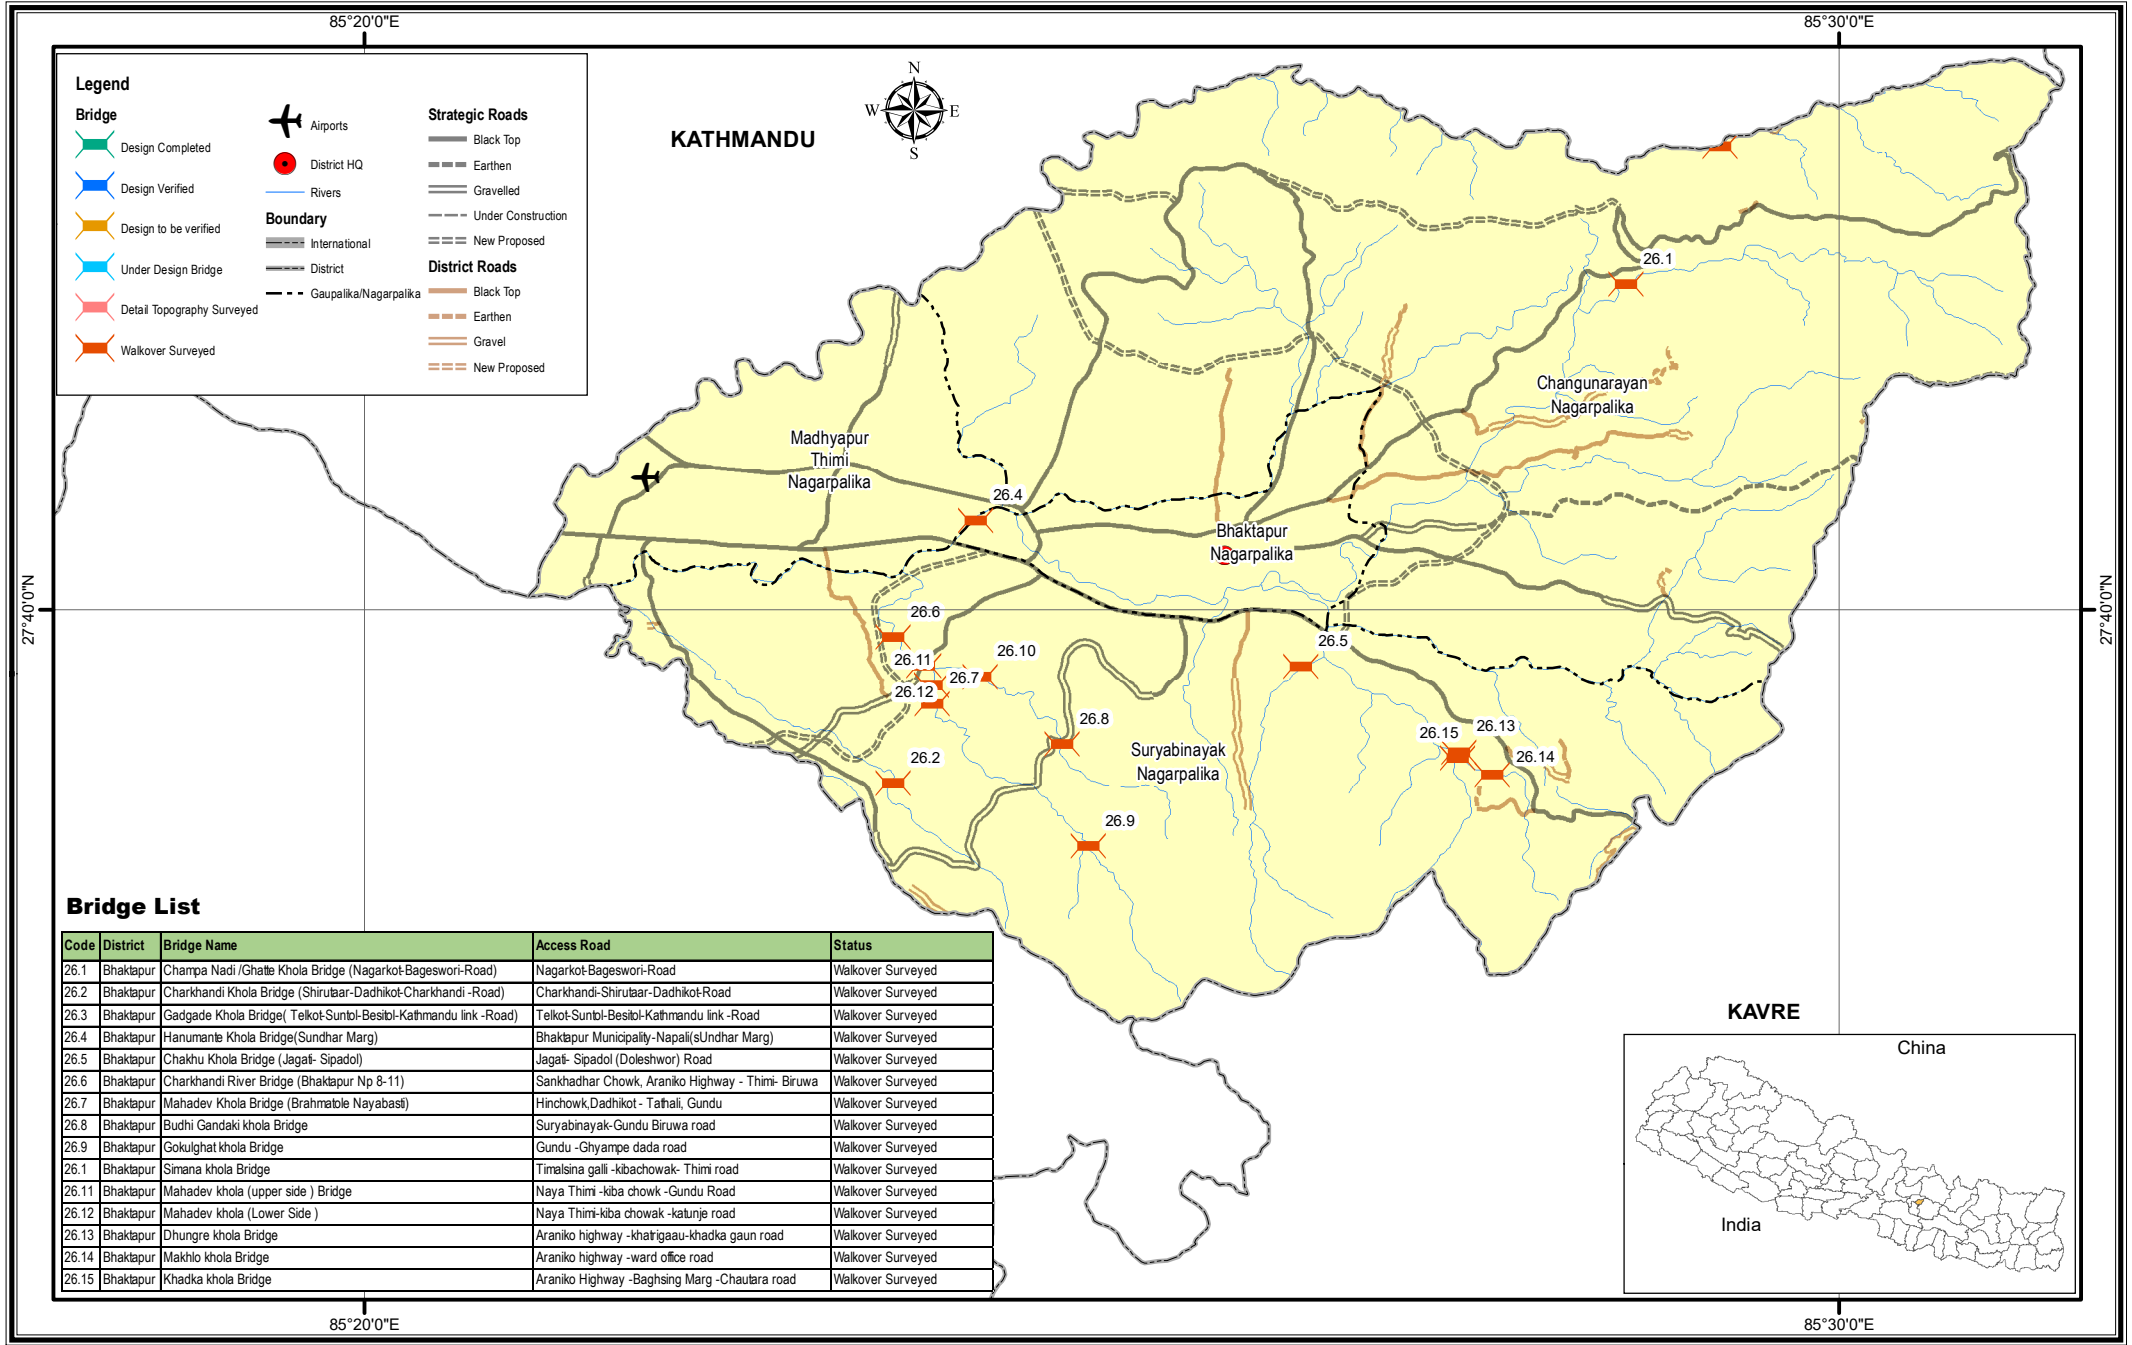 85°20'0"E
85°30'0"E
Legend
Bridge
Design Completed
Design Verified
Design to be verified
Under Design Bridge
Detail Topography Surveyed
Walkover Surveyed
Airports
District HQ
Rivers
Boundary
International
District
Gaupalika/Nagarpalika
Strategic Roads
Black Top
Earthen
Gravelled
Under Construction
New Proposed
District Roads
Black Top
Earthen
Gravel
New Proposed
KATHMANDU
N
W
E
S
26.1
Changunarayan
Nagarpalika
Madhyapur
Thimi
Nagarpalika
26.4
Bhaktapur
Nagarpalika
27°40'0"N
27°40'0"N
26.6
26.5
26.11
26.10
26.7
26.12
26.8
26.13
26.15
26.14
Suryabinayak
Nagarpalika
26.2
26.9
Bridge List
Code District Bridge Name Access Road Status
26.1 Bhaktapur Champa Nadi /Ghatte Khola Bridge (Nagarkot-Bageswori-Road) Nagarkot-Bageswori-Road Walkover Surveyed
26.2 Bhaktapur Charkhandi Khola Bridge (Shirutaar-Dadhikot-Charkhandi -Road) Charkhandi-Shirutaar-Dadhikot-Road Walkover Surveyed
26.3 Bhaktapur Gadgade Khola Bridge( Telkot-Suntol-Besitol-Kathmandu link -Road) Telkot-Suntol-Besitol-Kathmandu link -Road Walkover Surveyed
26.4 Bhaktapur Hanumante Khola Bridge(Sundhar Marg) Bhaktapur Municipality-Napali(sUndhar Marg) Walkover Surveyed
26.5 Bhaktapur Chakhu Khola Bridge (Jagati- Sipadol) Jagati- Sipadol (Doleshwor) Road Walkover Surveyed
26.6 Bhaktapur Charkhandi River Bridge (Bhaktapur Np 8-11) Sankhadhar Chowk, Araniko Highway - Thimi- Biruwa Walkover Surveyed
26.7 Bhaktapur Mahadev Khola Bridge (Brahmatole Nayabasti) Hinchowk,Dadhikot - Tathali, Gundu Walkover Surveyed
26.8 Bhaktapur Budhi Gandaki khola Bridge Suryabinayak-Gundu Biruwa road Walkover Surveyed
26.9 Bhaktapur Gokulghat khola Bridge Gundu -Ghyampe dada road Walkover Surveyed
26.1 Bhaktapur Simana khola Bridge Timalsina galli -kibachowak- Thimi road Walkover Surveyed
26.11 Bhaktapur Mahadev khola (upper side ) Bridge Naya Thimi -kiba chowk -Gundu Road Walkover Surveyed
26.12 Bhaktapur Mahadev khola (Lower Side ) Naya Thimi-kiba chowak -katunje road Walkover Surveyed
26.13 Bhaktapur Dhungre khola Bridge Araniko highway -khatrigaau-khadka gaun road Walkover Surveyed
26.14 Bhaktapur Makhlo khola Bridge Araniko highway -ward office road Walkover Surveyed
26.15 Bhaktapur Khadka khola Bridge Araniko Highway -Baghsing Marg -Chautara road Walkover Surveyed
KAVRE
China
India
85°20'0"E
85°30'0"E